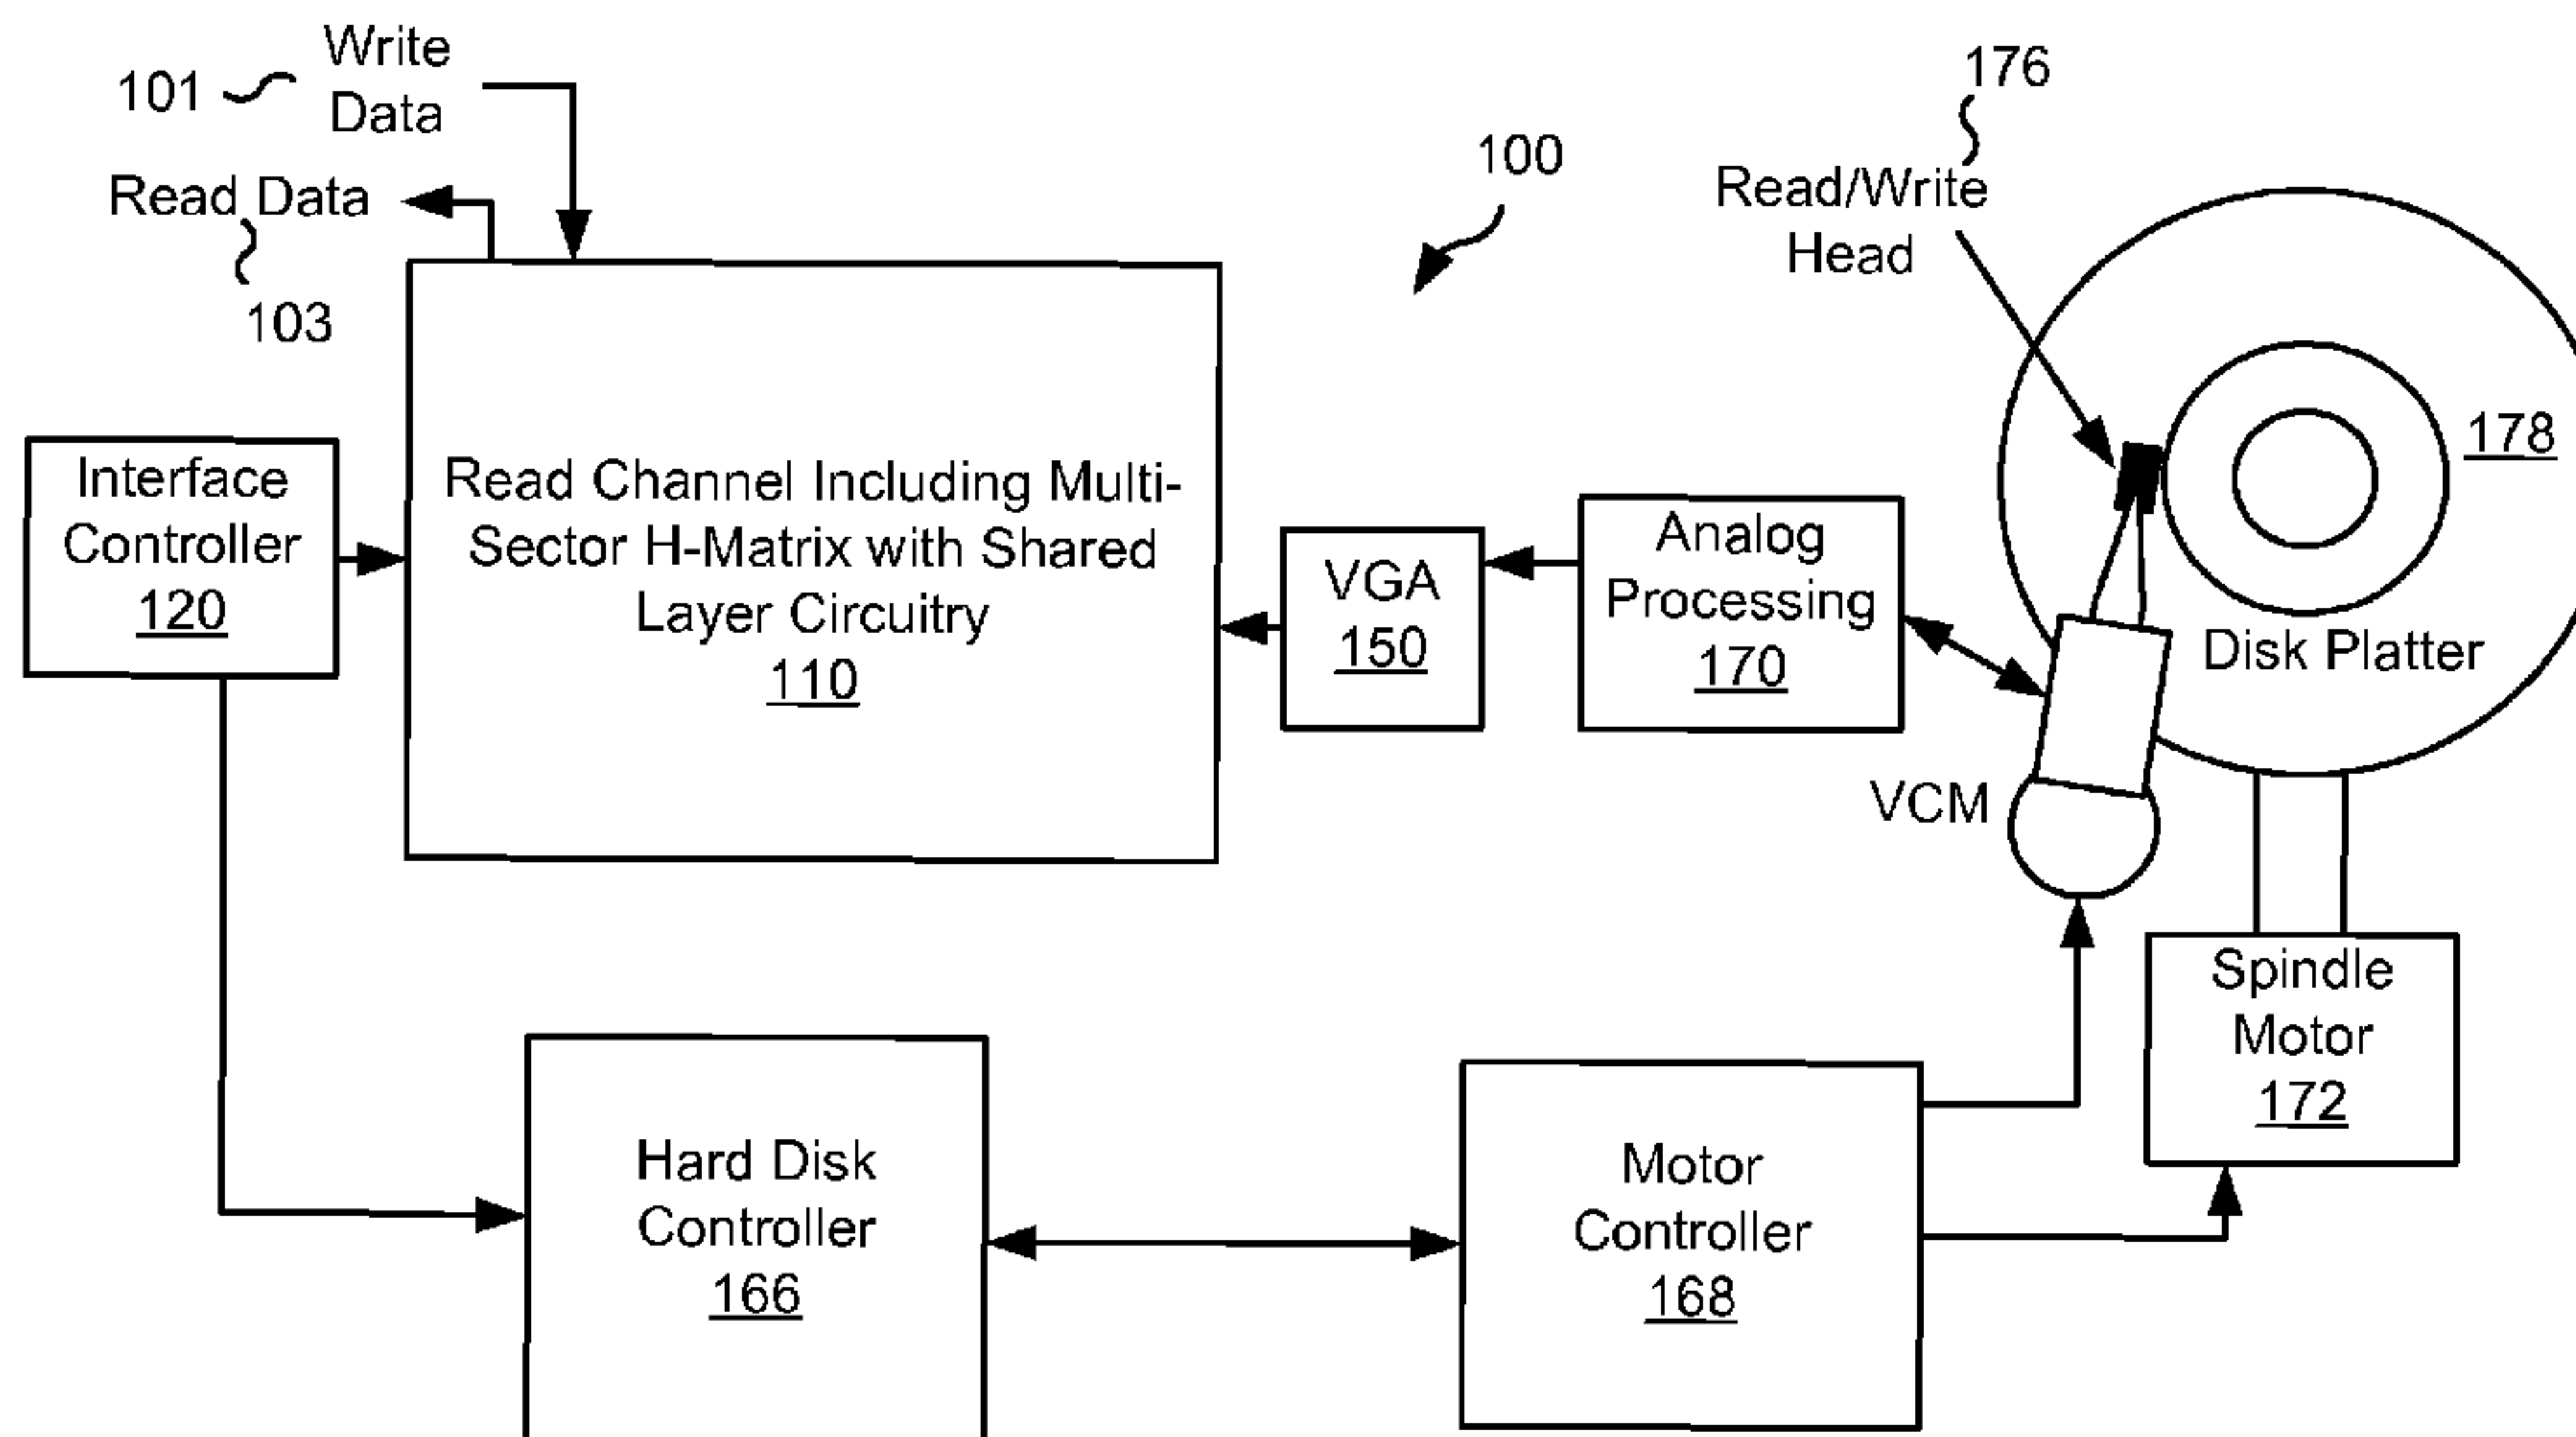 101
Write
Data
Read Data
103
100
176
Read/Write
Head
178
Interface
Controller
120
Read Channel Including Multi-
Sector H-Matrix with Shared
Layer Circuitry
110
VGA
150
Analog
Processing
170
Disk Platter
VCM
Spindle
Motor
172
Hard Disk
Controller
166
Motor
Controller
168